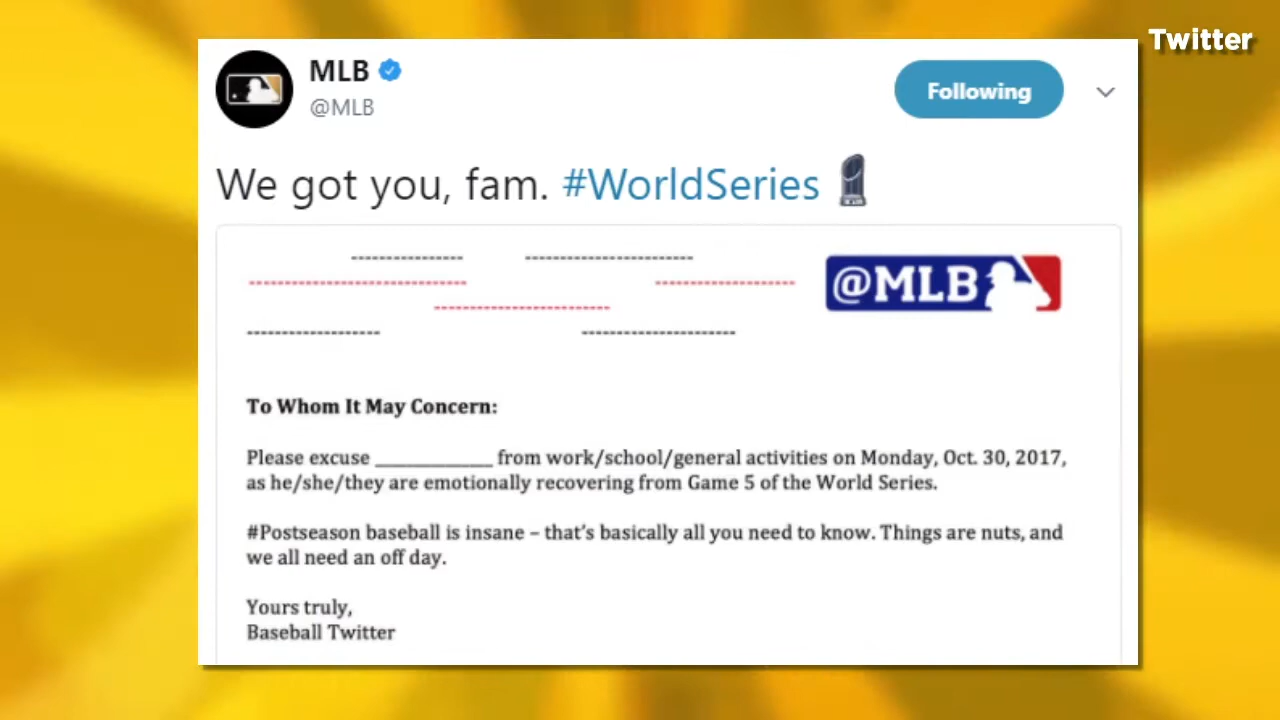 Twitter
MLB
@MLB
Following
We got you, fam. #WorldSeries
@MLB
To Whom It May Concern:
Please excuse ____________ from work/school/general activities on Monday, Oct. 30, 2017,
as he/she/they are emotionally recovering from Game 5 of the World Series.
#Postseason baseball is insane – that's basically all you need to know. Things are nuts, and
we all need an off day.
Yours truly,
Baseball Twitter